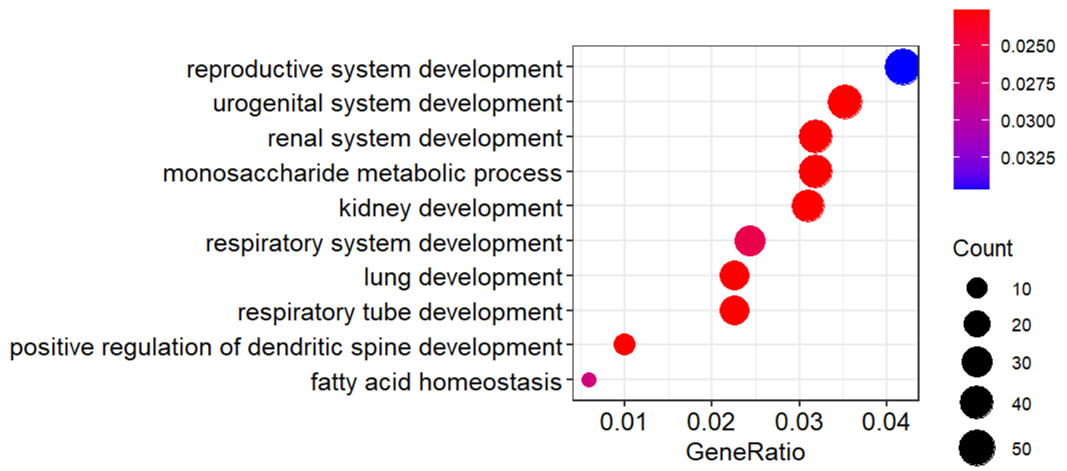 reproductive system development
urogenital system development
renal system development
monosaccharide metabolic process
kidney development
respiratory system development
lung development
respiratory tube development
positive regulation of dendritic spine development
fatty acid homeostasis
0.01 0.02 0.03 0.04
GeneRatio
0.0250
0.0275
0.0300
0.0325
Count
10
20
30
40
50